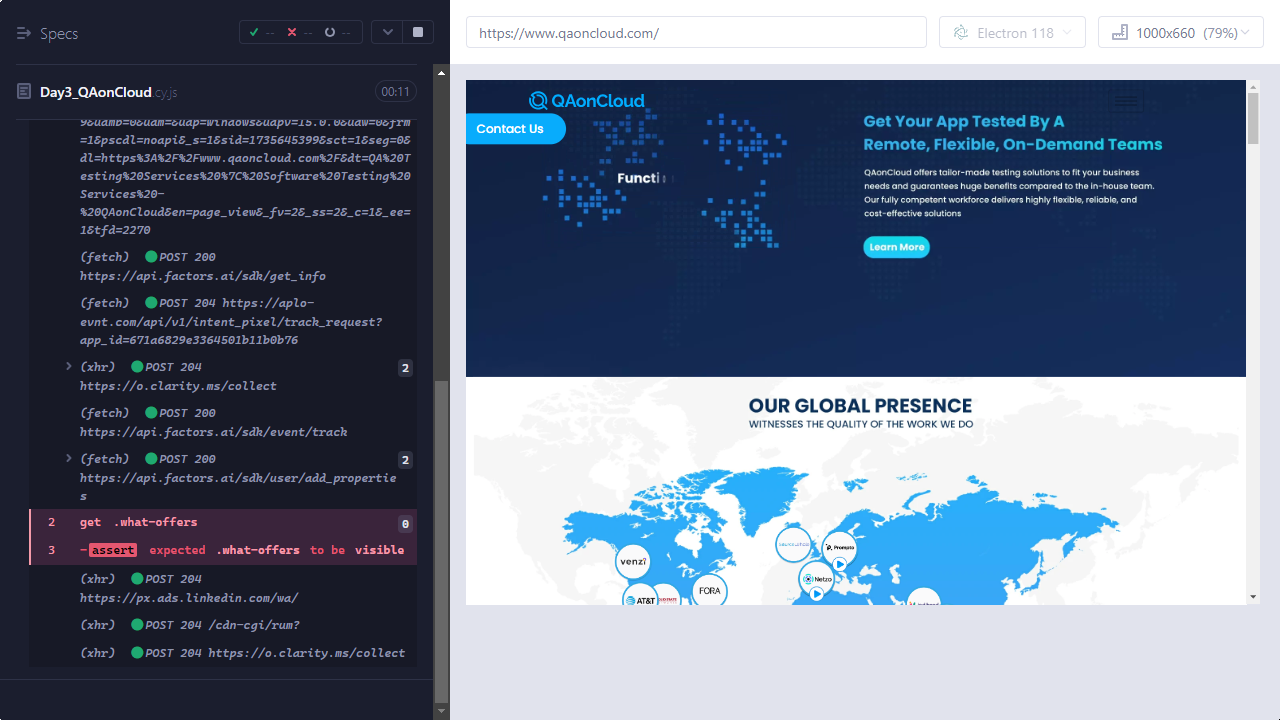 Specs
-- -- --
Day3_QAonCloud.cy.js 00:11
9&uamb=0&uam=&uap=Windows&uapv=15.0.0&uaw=0&frm
=1&pscdl=noapi&_s=1&sid=1735645399&sct=1&seg=0&
dl=https%3A%2F%2Fwww.qaoncloud.com%2F&dt=QA%20T
esting%20Services%20%7C%20Software%20Testing%20
Services%20-
%20QAonCloud&en=page_view&_fv=2&_ss=2&_c=1&_ee=
1&tfd=2270
(fetch) POST 200
https://api.factors.ai/sdk/get_info
(fetch) POST 204 https://aplo-
evnt.com/api/v1/intent_pixel/track_request?
app_id=671a6829e3364501b11b0b76
(xhr) POST 204 2
https://o.clarity.ms/collect
(fetch) POST 200
https://api.factors.ai/sdk/event/track
(fetch) POST 200 2
https://api.factors.ai/sdk/user/add_propertie
s
2 get .what-offers 0
3 -assert expected .what-offers to be visible
(xhr) POST 204
https://px.ads.linkedin.com/wa/
(xhr) POST 204 /cdn-cgi/rum?
(xhr) POST 204 https://o.clarity.ms/collect
https://www.qaoncloud.com/
Electron 118
1000x660 (79%)
QAonCloud
Contact Us
Functi
Get Your App Tested By A
Remote, Flexible, On-Demand Teams
QAonCloud offers tailor-made testing solutions to fit your business
needs and guarantees huge benefits compared to the in-house team.
Our fully competent workforce delivers highly flexible, reliable, and
cost-effective solutions
Learn More
OUR GLOBAL PRESENCE
WITNESSES THE QUALITY OF THE WORK WE DO
venzi
Prompto
Netzo
FORA
AT&T